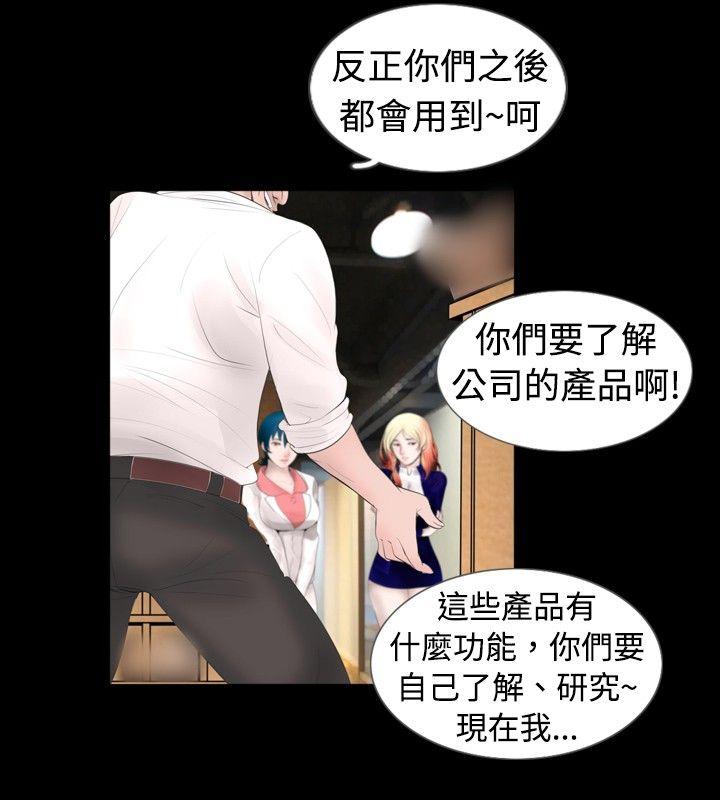 反正你們之後
都會用到~呵
你們要了解
公司的產品啊!
這些產品有
什麼功能，你們要
自己了解、研究~
現在我...